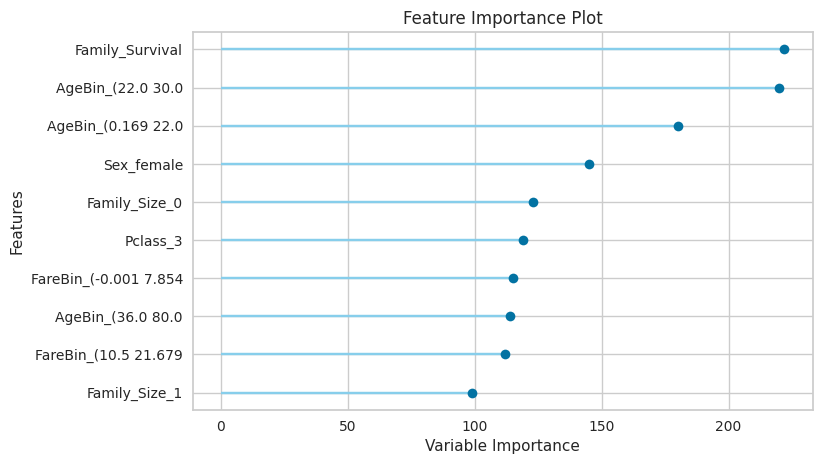 Feature Importance Plot
Features
Family_Survival
AgeBin_(22.0 30.0
AgeBin_(0.169 22.0
Sex_female
Family_Size_0
Pclass_3
FareBin_(-0.001 7.854
AgeBin_(36.0 80.0
FareBin_(10.5 21.679
Family_Size_1
0 50 100 150 200
Variable Importance